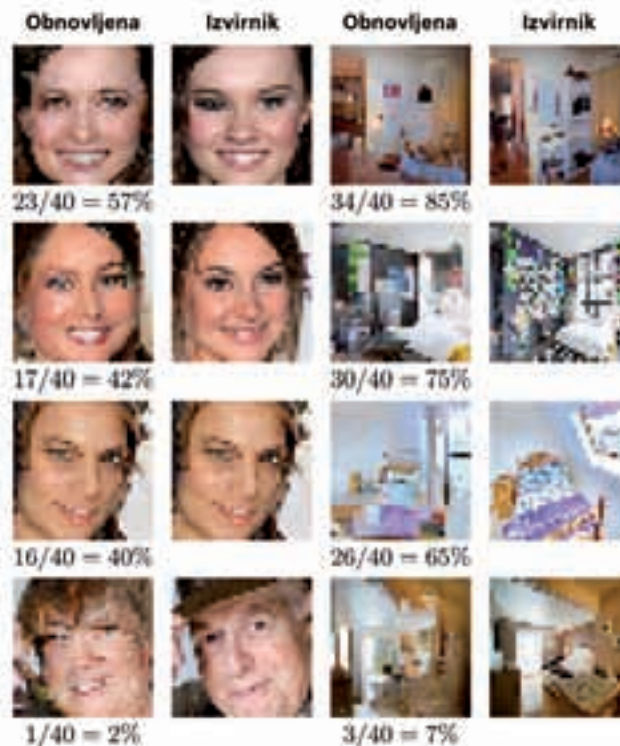 Obnovljena Izvirnik Obnovljena Izvirnik
23/40 = 57% 34/40 = 85%
17/40 = 42% 30/40 = 75%
16/40 = 40% 26/40 = 65%
1/40 = 2% 3/40 = 7%